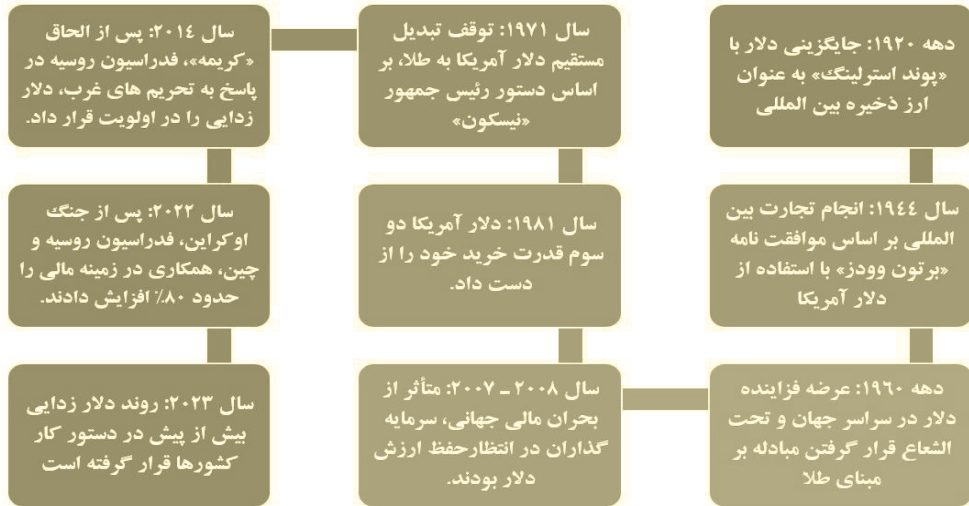 دهه ۱۹۲۰: جایگزینی دلار با
«پوند استرلینگ» به عنوان
ارز ذخیره بین المللی
سال ۱۹٤٤: انجام تجارت بین
المللی بر اساس موافقت نامه
«برتون وودز» با استفاده از
دلار آمریکا
دهه ۱۹۶۰: عرضه فزاینده
دلار در سراسر جهان و تحت
الشعاع قرار گرفتن مبادله بر
مبنای طلا
سال ۱۹۷۱: توقف تبدیل
مستقیم دلار آمریکا به طلا، بر
اساس دستور رئیس جمهور
«نیسکون»
سال ۱۹۸۱: دلار آمریکا دو
سوم قدرت خرید خود را از
دست داد.
سال ۲۰۰۸ ـ ۲۰۰۷: متأثر از
بحران مالی جهانی، سرمایه
گذاران در انتظارحفظ ارزش
دلار بودند.
سال ۲۰۱٤: پس از الحاق
«کریمه»، فدراسیون روسیه در
پاسخ به تحریم های غرب، دلار
زدایی را در اولویت قرار داد.
سال ۲۰۲۲: پس از جنگ
اوکراین، فدراسیون روسیه و
چین، همکاری در زمینه مالی را
حدود ۸۰٪ افزایش دادند.
سال ۲۰۲۳: روند دلار زدایی
بیش از پیش در دستور کار
کشورها قرار گرفته است